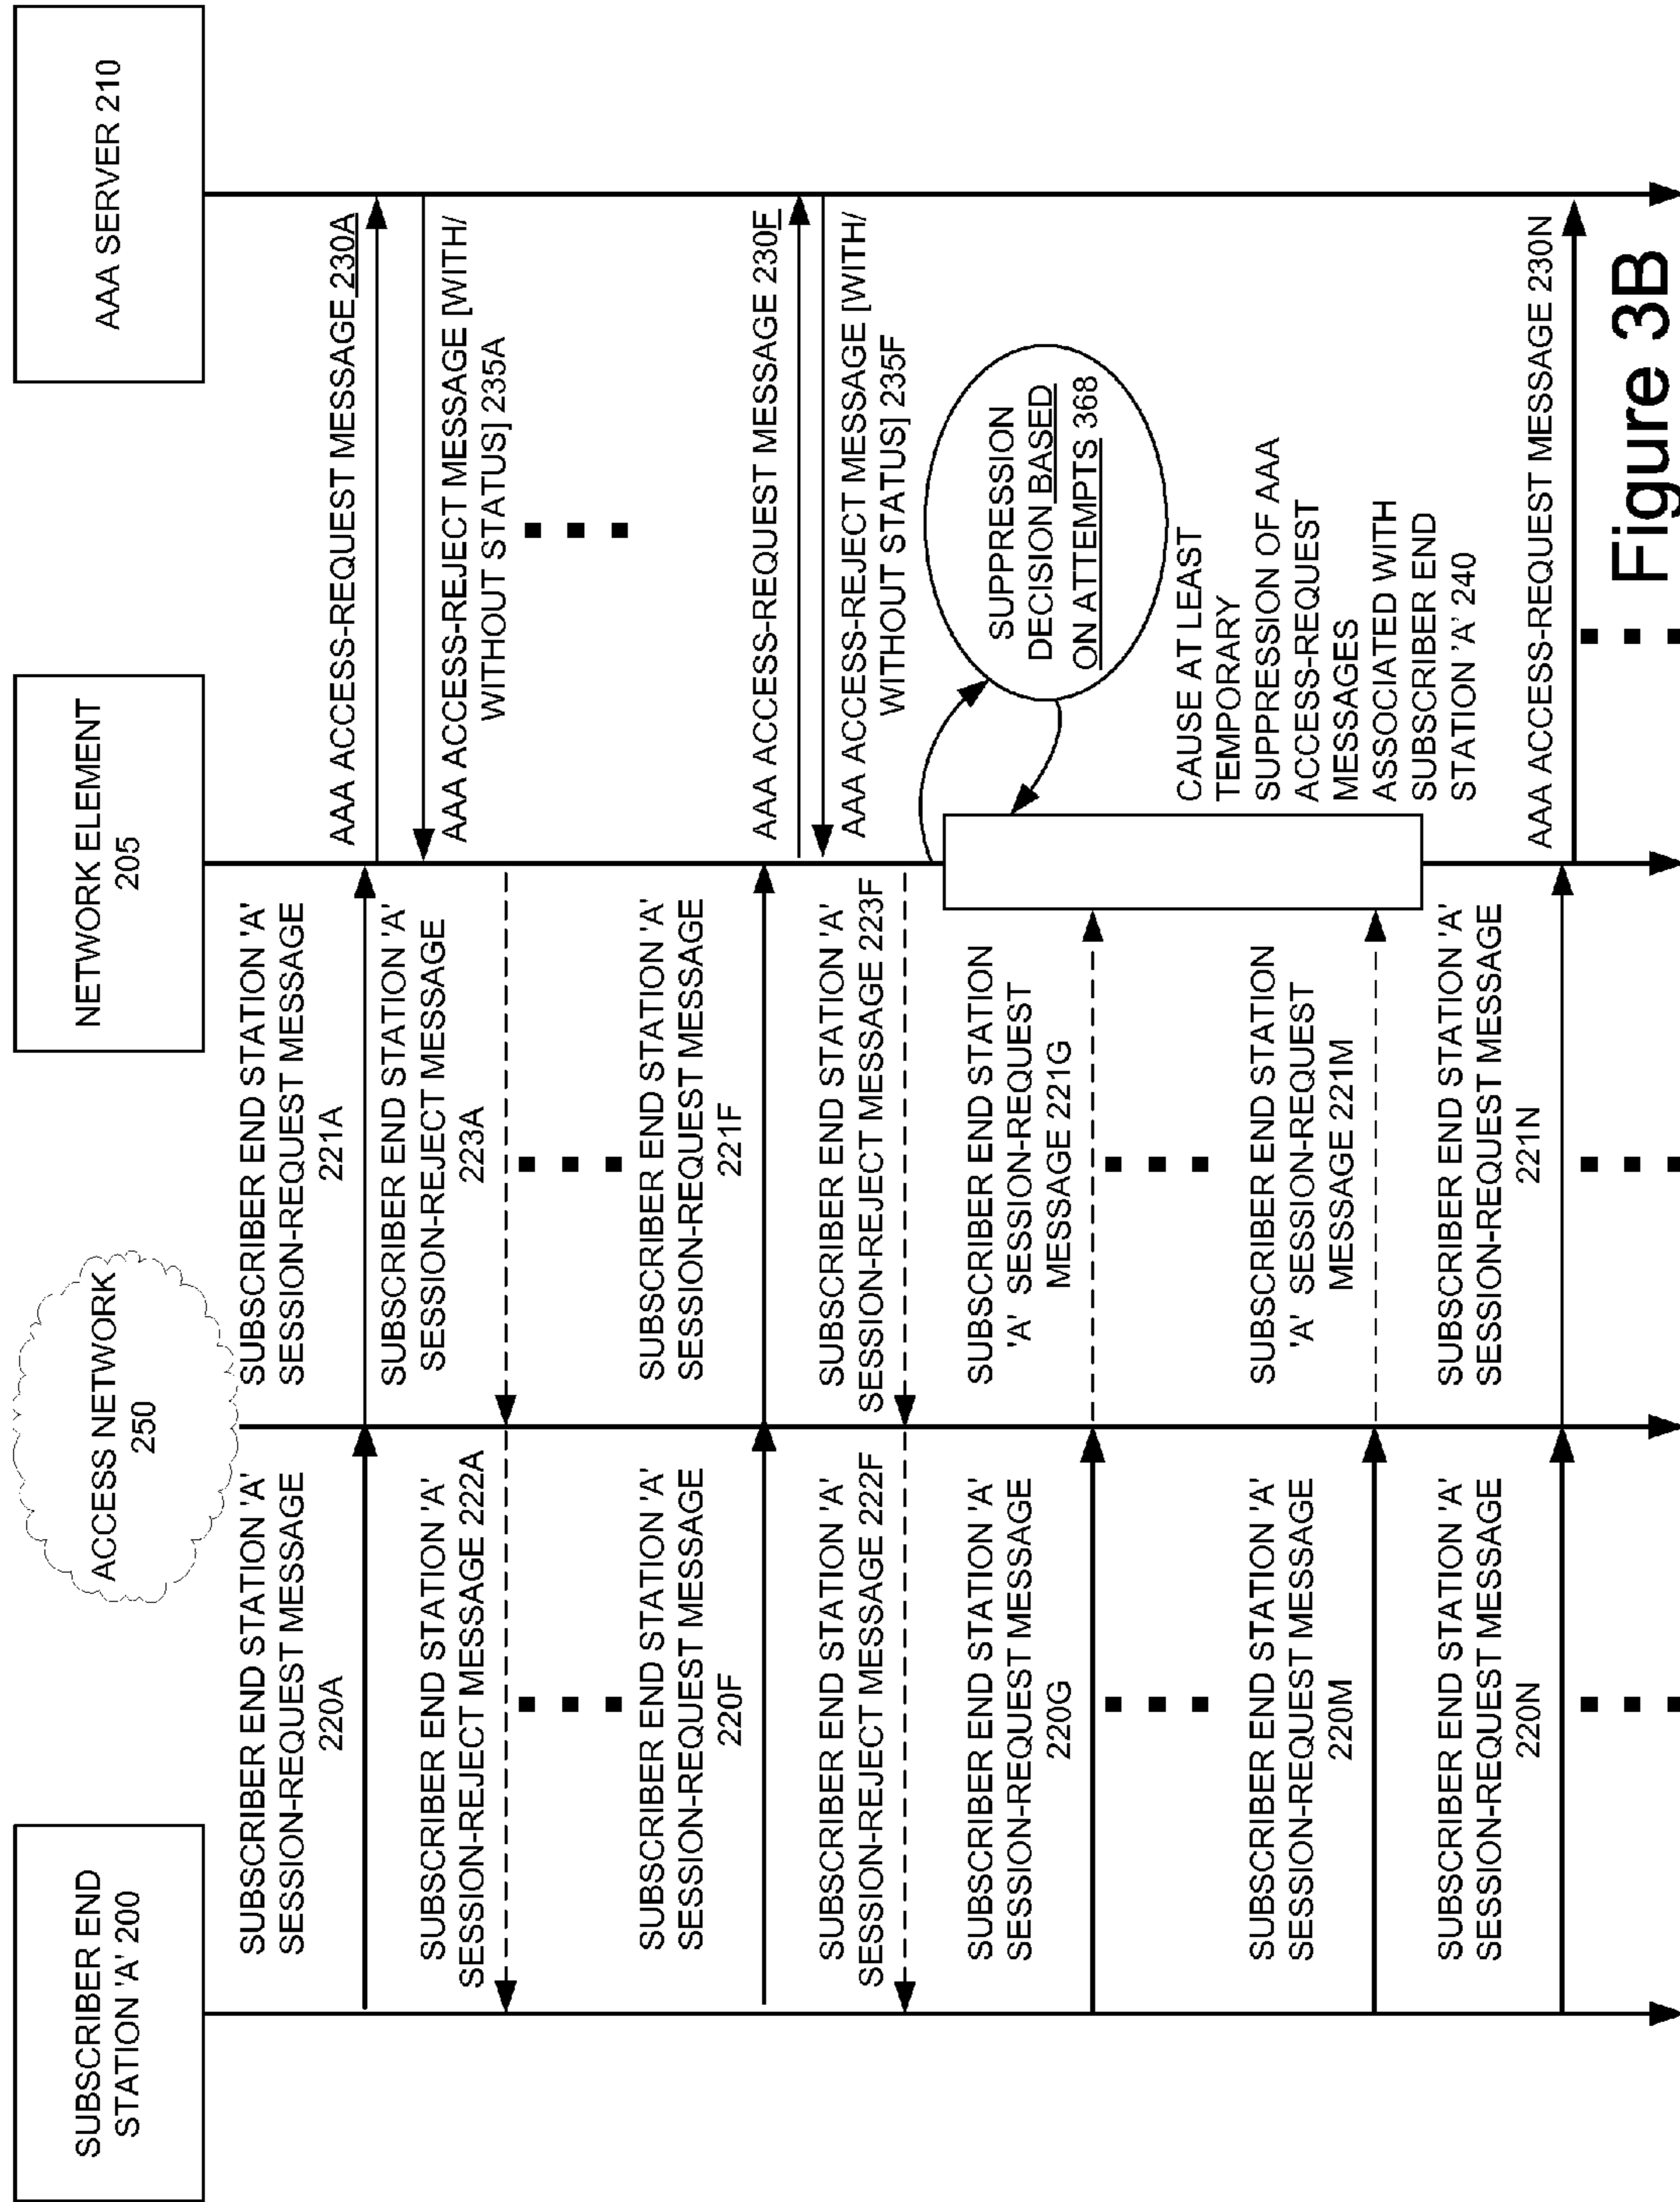 SUBSCRIBER END
STATION 'A' 200
ACCESS NETWORK
250
NETWORK ELEMENT
205
AAA SERVER 210
SUBSCRIBER END STATION 'A'
SESSION-REQUEST MESSAGE
220A
SUBSCRIBER END STATION 'A'
SESSION-REQUEST MESSAGE
221A
AAA ACCESS-REQUEST MESSAGE 230A
AAA ACCESS-REJECT MESSAGE [WITH/
WITHOUT STATUS] 235A
SUBSCRIBER END STATION 'A'
SESSION-REJECT MESSAGE
223A
SUBSCRIBER END STATION 'A'
SESSION-REJECT MESSAGE 222A
SUBSCRIBER END STATION 'A'
SESSION-REQUEST MESSAGE
220F
SUBSCRIBER END STATION 'A'
SESSION-REQUEST MESSAGE
221F
AAA ACCESS-REQUEST MESSAGE 230F
AAA ACCESS-REJECT MESSAGE [WITH/
WITHOUT STATUS] 235F
SUBSCRIBER END STATION 'A'
SESSION-REJECT MESSAGE 223F
SUBSCRIBER END STATION 'A'
SESSION-REJECT MESSAGE 222F
SUPPRESSION
DECISION BASED
ON ATTEMPTS 368
SUBSCRIBER END STATION 'A'
SESSION-REQUEST MESSAGE
220G
SUBSCRIBER END STATION
'A' SESSION-REQUEST
MESSAGE 221G
CAUSE AT LEAST
TEMPORARY
SUPPRESSION OF AAA
ACCESS-REQUEST
MESSAGES
ASSOCIATED WITH
SUBSCRIBER END
STATION 'A' 240
SUBSCRIBER END STATION 'A'
SESSION-REQUEST MESSAGE
220M
SUBSCRIBER END STATION
'A' SESSION-REQUEST
MESSAGE 221M
SUBSCRIBER END STATION 'A'
SESSION-REQUEST MESSAGE
220N
SUBSCRIBER END STATION 'A'
SESSION-REQUEST MESSAGE
221N
AAA ACCESS-REQUEST MESSAGE 230N
Figure 3B